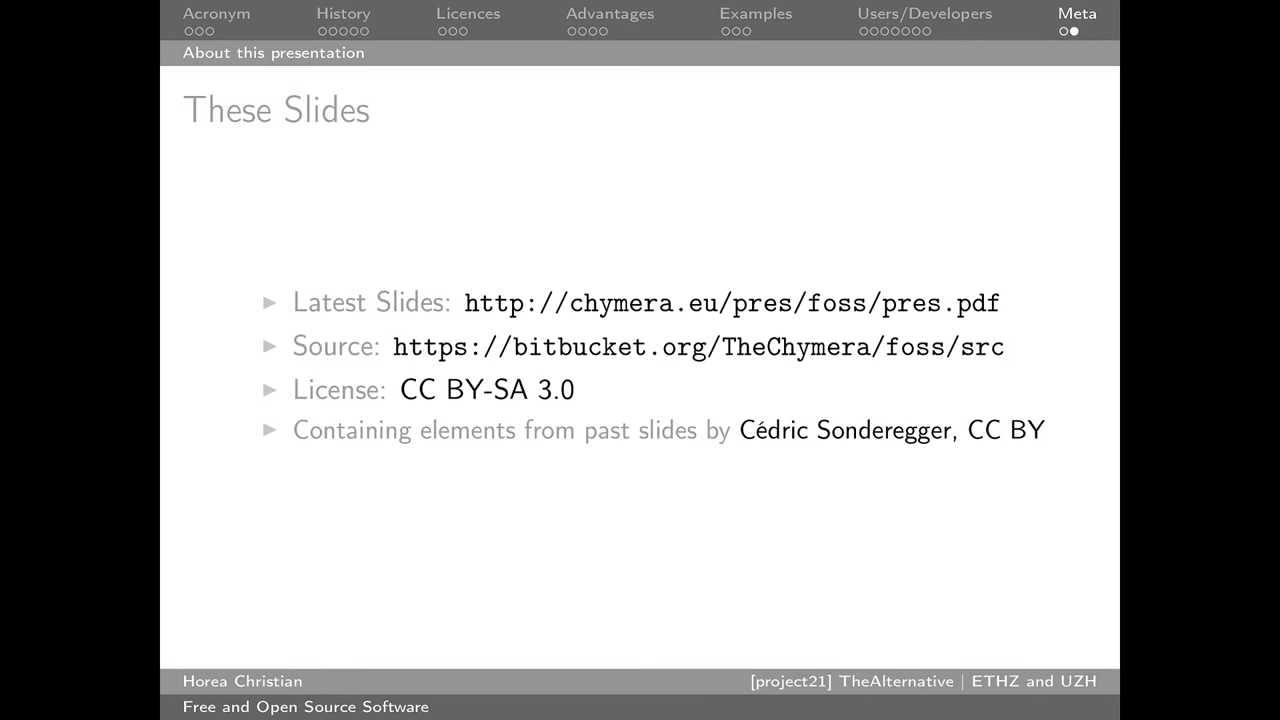 Acronym History Licences Advantages Examples Users/Developers Meta
About this presentation
These Slides
Latest Slides: http://chymera.eu/pres/foss/pres.pdf
Source: https://bitbucket.org/TheChymera/foss/src
License: CC BY-SA 3.0
Containing elements from past slides by Cédric Sonderegger, CC BY
Horea Christian [project21] TheAlternative | ETHZ and UZH
Free and Open Source Software